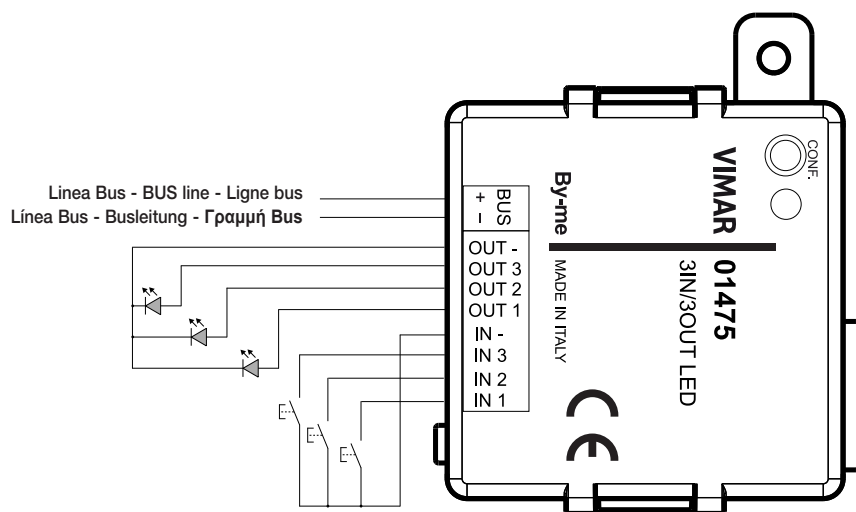 Linea Bus - BUS line - Ligne bus
Línea Bus - Busleitung - Γραμμή Bus
+ BUS
-
OUT -
OUT 3
OUT 2
OUT 1
IN -
IN 3
IN 2
IN 1
By-me MADE IN ITALY
VIMAR 01475
3IN/3OUT LED
CONF.
CE